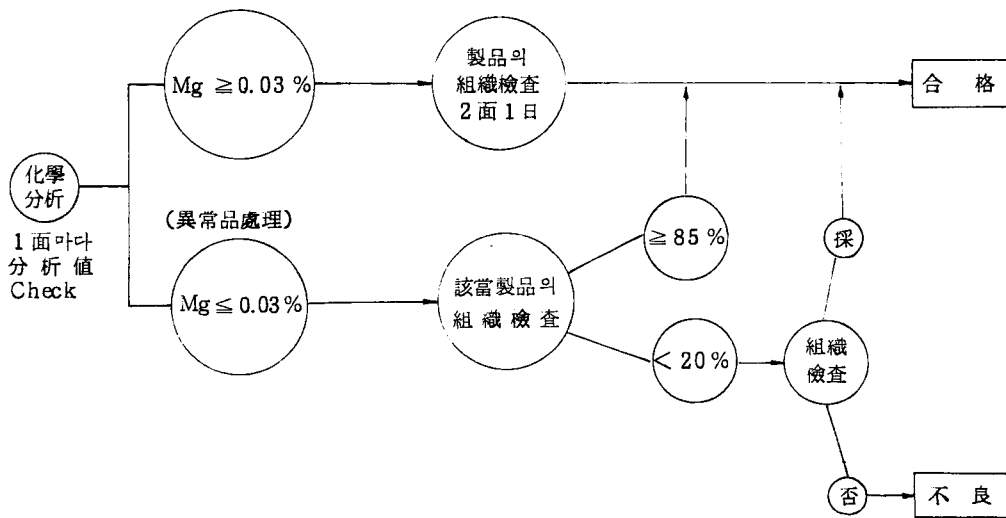 化學
分析
1面마다
分析值
Check
Mg ≧ 0.03 %
製品의
組織檢査
2面1日
合格
(異常品處理)
Mg ≦ 0.03 %
該當製品의
組織檢査
≧ 85 %
< 20 %
組織
檢査
採
否
不良